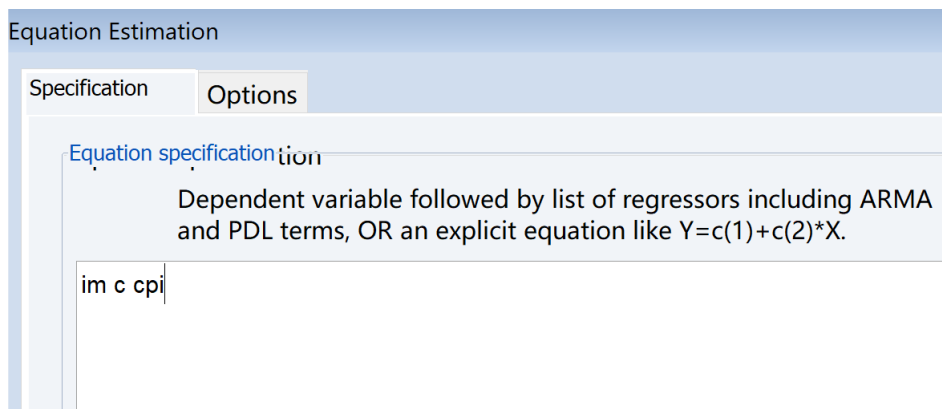 Equation Estimation
Specification
Options
Equation specification
Dependent variable followed by list of regressors including ARMA
and PDL terms, OR an explicit equation like Y=c(1)+c(2)*X.
im c cpi